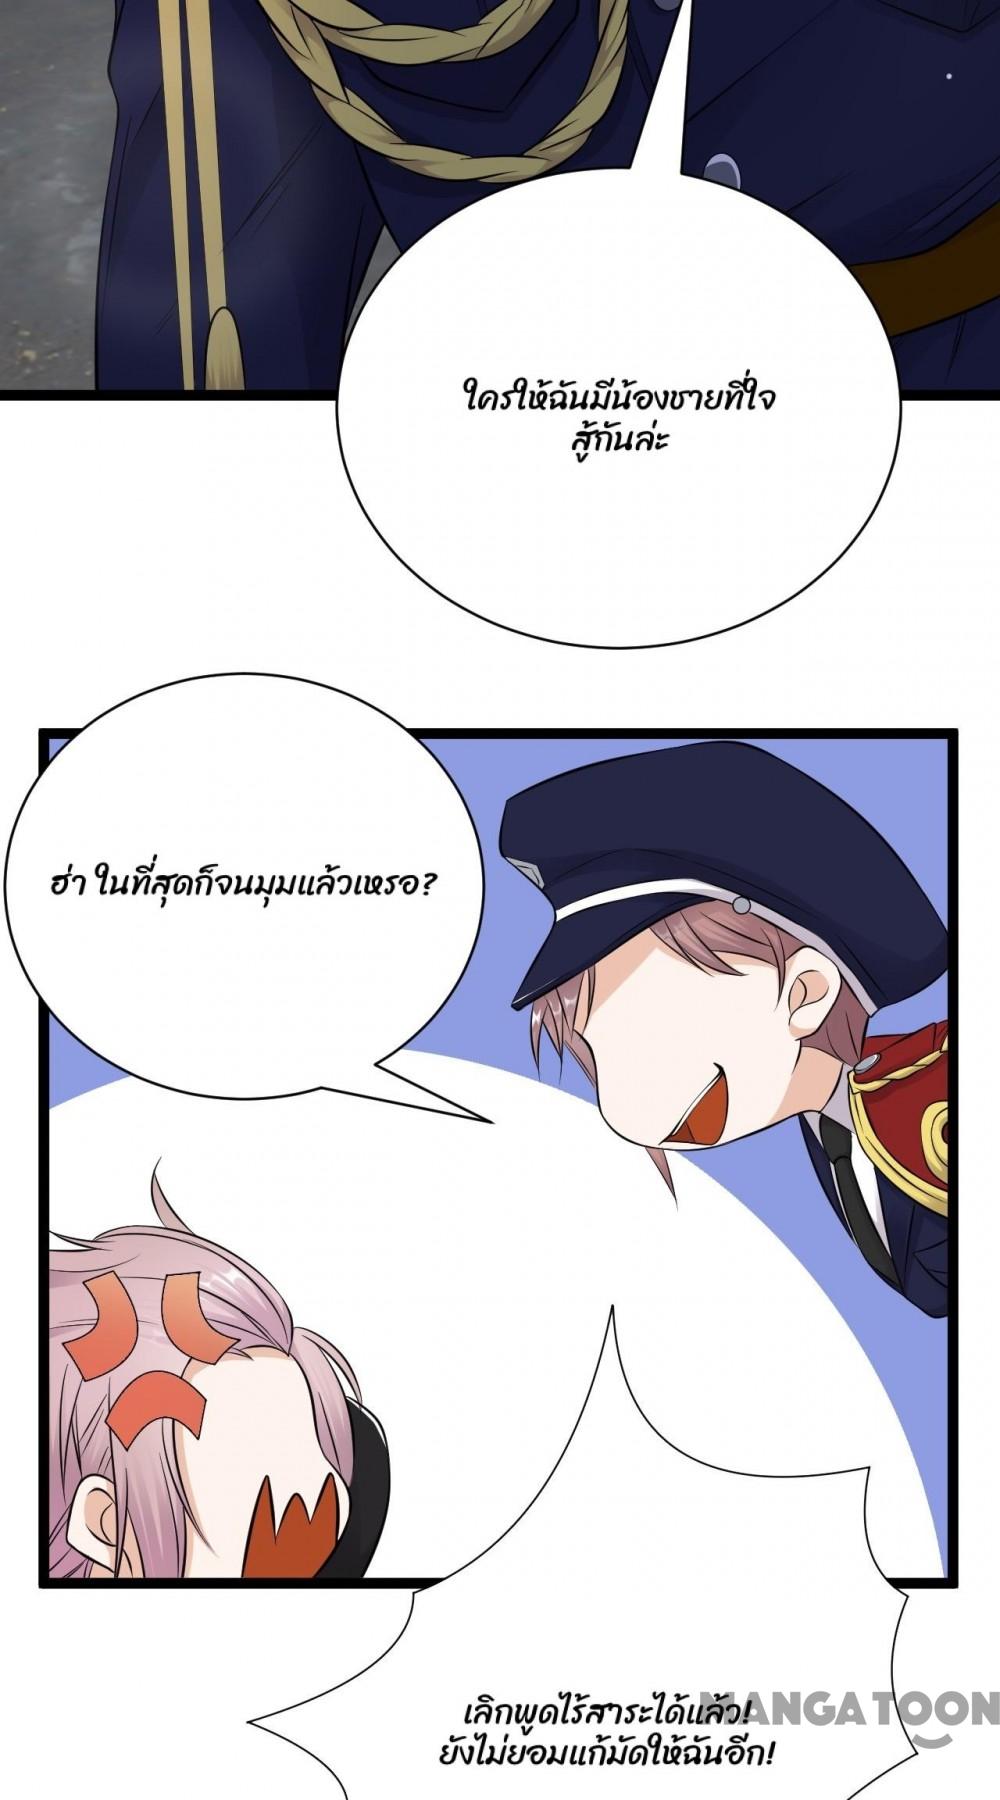 ใครให้ฉันมีน้องชายที่ใจ
สู้กันล่ะ
ฮ่า ในที่สุดก็จนมุมแล้วเหรอ?
เลิกพูดไร้สาระได้แล้ว!
ยังไม่ยอมแก้มัดให้ฉันอีก!
MANGATOON